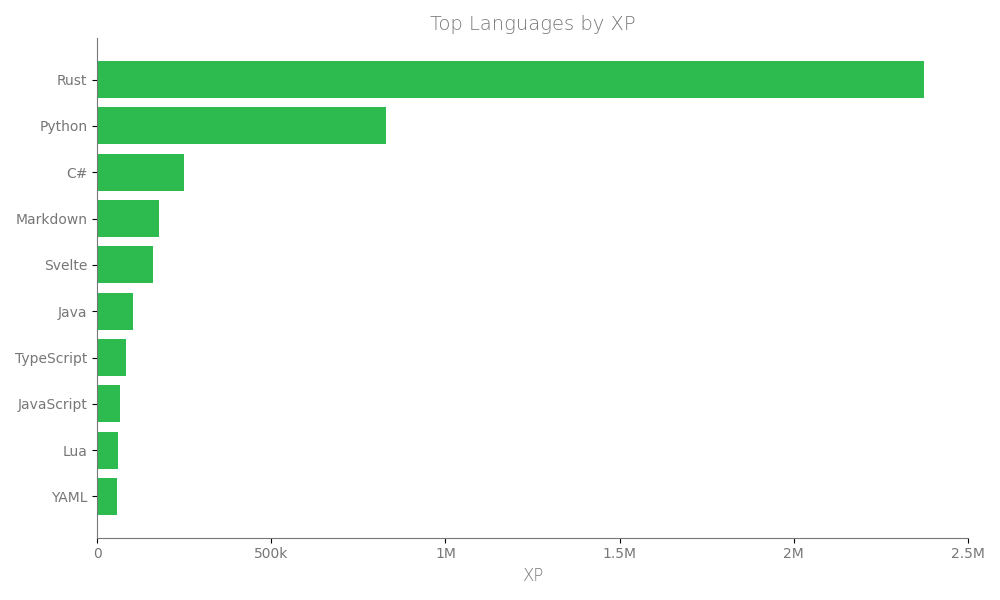 Top Languages by XP
Rust
Python
C#
Markdown
Svelte
Java
TypeScript
JavaScript
Lua
YAML
0 500k 1M 1.5M 2M 2.5M
XP